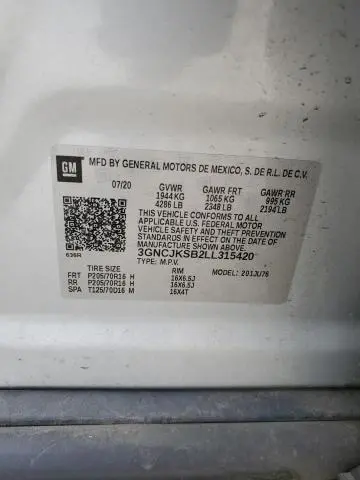 GM
MFD BY GENERAL MOTORS DE MEXICO, S. DE R.L. DE C.V.
07/20 GVWR GAWR FRT GAWR RR
1944 KG 1065 KG 995 KG
4286 LB 2348 LB 2194 LB
THIS VEHICLE CONFORMS TO ALL
APPLICABLE U.S. FEDERAL MOTOR
VEHICLE SAFETY AND THEFT PREVENTION
STANDARDS IN EFFECT ON THE DATE OF
MANUFACTURE SHOWN ABOVE.
636R 3GNCJKSB2LL315420
TYPE: M.P.V. MODEL: 201JU76
TIRE SIZE RIM
FRT P205/70R16 H 16X6.5J
RR P205/70R16 H 16X6.5J
SPA T125/70D16 M 16X4T